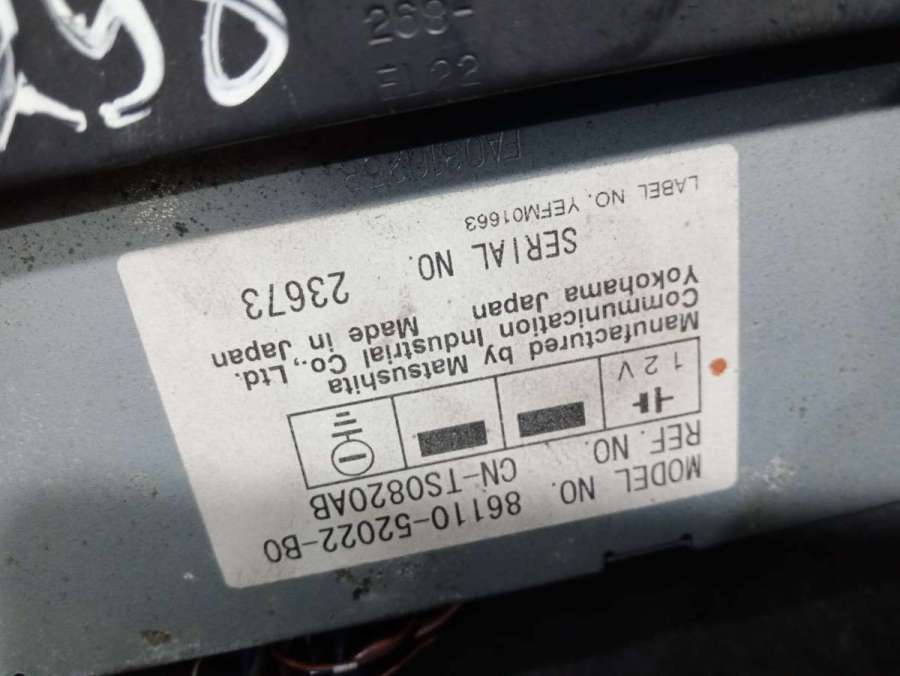 268-
E122
MODEL NO. 86110-52022-B0
REF. NO. CN-TS0820AB
12V
Manufactured by Matsushita
Communication Industrial Co., Ltd.
Yokohama Japan Made in Japan
SERIAL NO. 23673
LABEL NO. YEFM01663